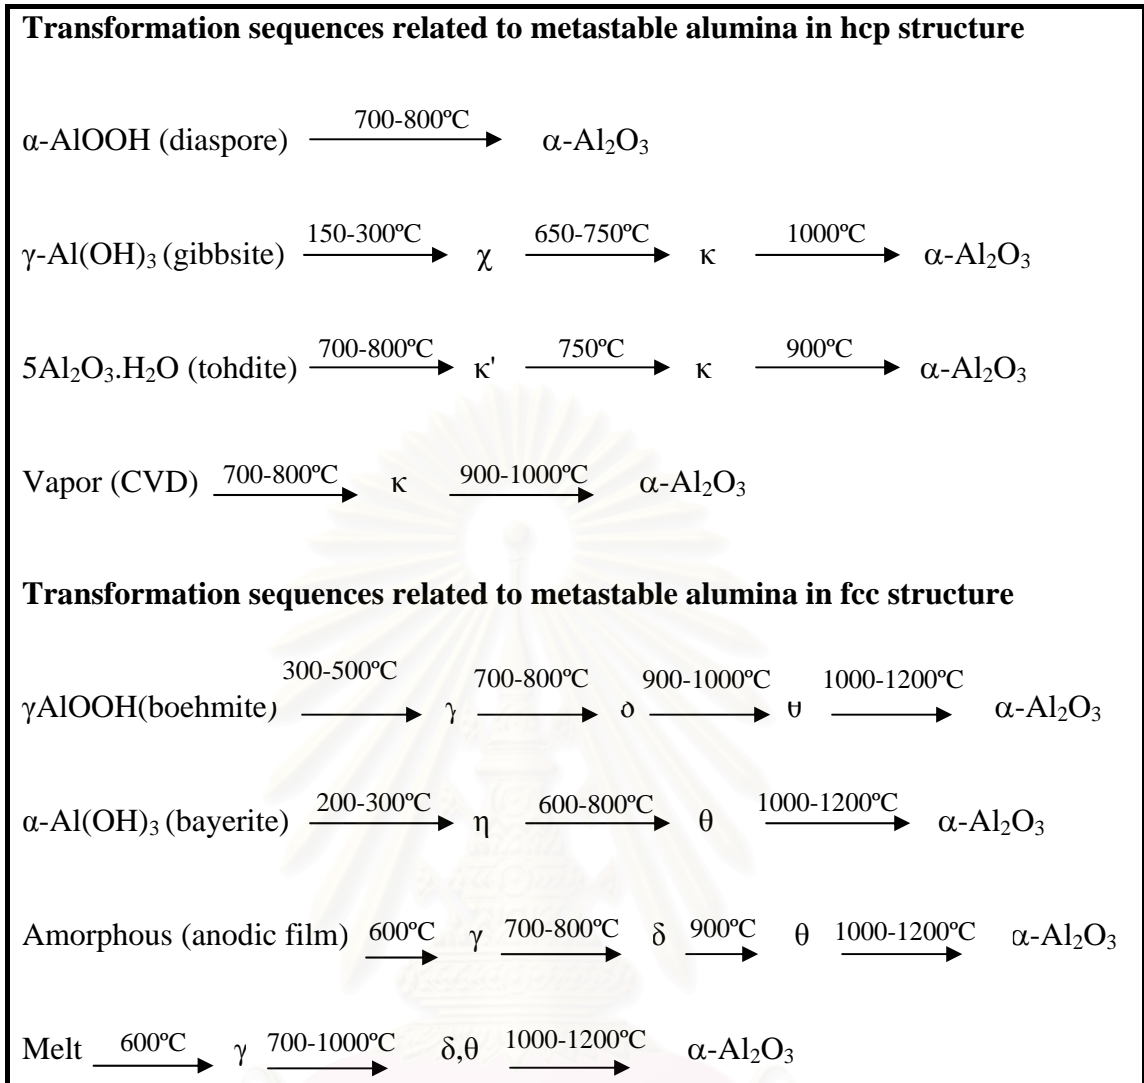 Transformation sequences related to metastable alumina in hcp structure
α-AlOOH (diaspore) 700-800ºC α-Al₂O₃
γ-Al(OH)₃ (gibbsite) 150-300ºC χ 650-750ºC κ 1000ºC α-Al₂O₃
5Al₂O₃.H₂O (tohdite) 700-800ºC κ' 750ºC κ 900ºC α-Al₂O₃
Vapor (CVD) 700-800ºC κ 900-1000ºC α-Al₂O₃
Transformation sequences related to metastable alumina in fcc structure
γAlOOH(boehmite) 300-500ºC γ 700-800ºC δ 900-1000ºC θ 1000-1200ºC α-Al₂O₃
α-Al(OH)₃ (bayerite) 200-300ºC η 600-800ºC θ 1000-1200ºC α-Al₂O₃
Amorphous (anodic film) 600ºC γ 700-800ºC δ 900ºC θ 1000-1200ºC α-Al₂O₃
Melt 600ºC γ 700-1000ºC δ,θ 1000-1200ºC α-Al₂O₃